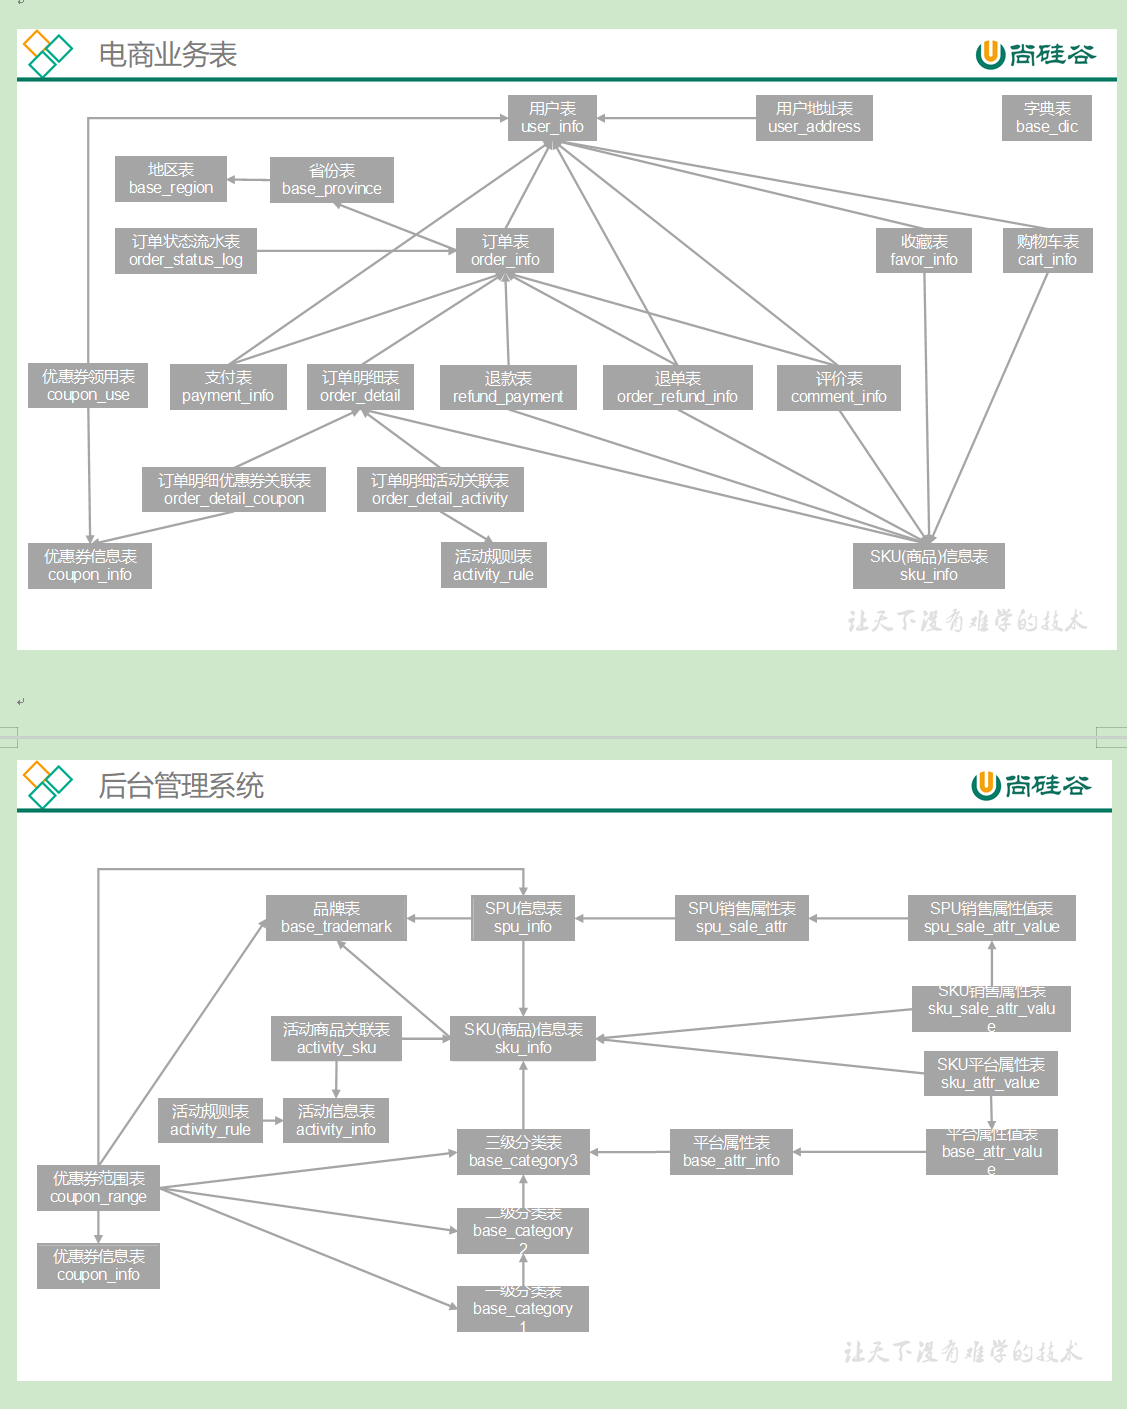 电商业务表
尚硅谷
用户表
user_info
用户地址表
user_address
字典表
base_dic
地区表
base_region
省份表
base_province
订单状态流水表
order_status_log
订单表
order_info
收藏表
favor_info
购物车表
cart_info
优惠券领用表
coupon_use
支付表
payment_info
订单明细表
order_detail
退款表
refund_payment
退单表
order_refund_info
评价表
comment_info
订单明细优惠券关联表
order_detail_coupon
订单明细活动关联表
order_detail_activity
优惠券信息表
coupon_info
活动规则表
activity_rule
SKU(商品)信息表
sku_info
让天下没有难学的技术
后台管理系统
尚硅谷
品牌表
base_trademark
SPU信息表
spu_info
SPU销售属性表
spu_sale_attr
SPU销售属性值表
spu_sale_attr_value
SKU销售属性表
sku_sale_attr_valu
e
活动商品关联表
activity_sku
SKU(商品)信息表
sku_info
SKU平台属性表
sku_attr_value
活动规则表
activity_rule
活动信息表
activity_info
三级分类表
base_category3
平台属性表
base_attr_info
平台属性值表
base_attr_valu
e
优惠券范围表
coupon_range
二级分类表
base_category
2
优惠券信息表
coupon_info
一级分类表
base_category
1
让天下没有难学的技术